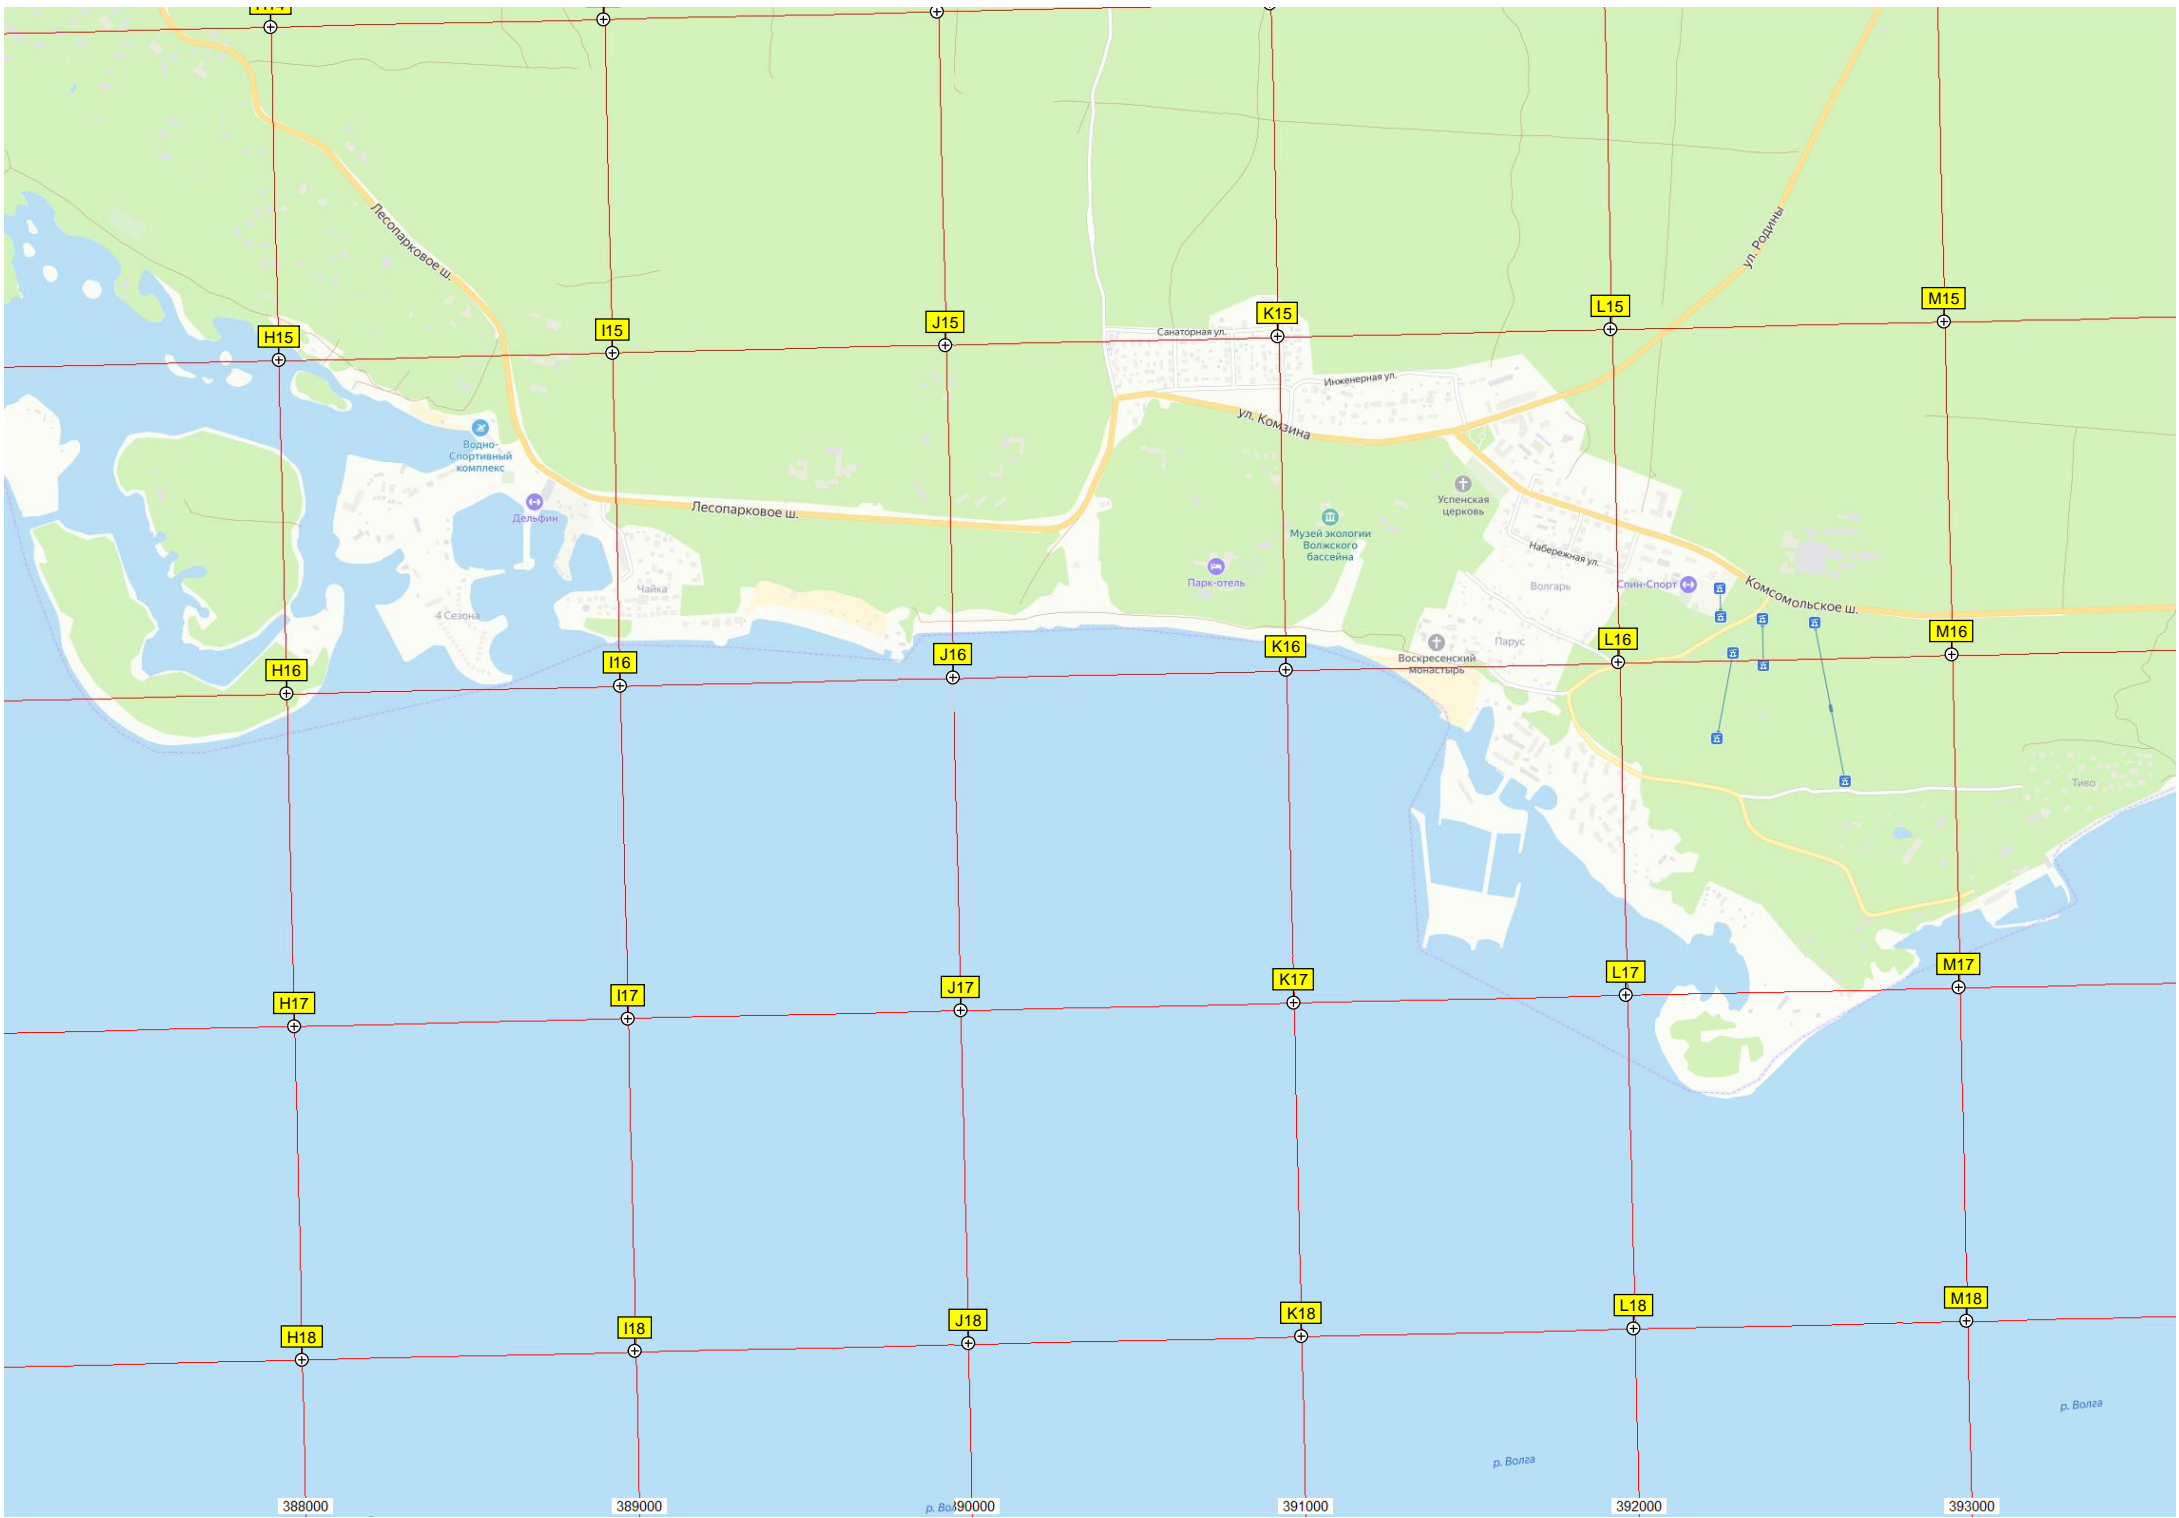 H14
Лесопарковое ш.
ул. Родины
M15
L15
K15
J15
I15
H15
Санаторная ул.
Инженерная ул.
ул. Комзина
Водно-
Спортивный
комплекс
Дельфин
Лесопарковое ш.
Успенская
церковь
Музей экологии
Волжского
бассейна
Парк-отель
Набережная ул.
Волгарь
Спин-Спорт
Комсомольское ш.
Чайка
4 Сезона
Парус
Воскресенский
монастырь
M16
L16
K16
J16
I16
H16
Тиво
M17
L17
K17
J17
I17
H17
M18
L18
K18
J18
I18
H18
р. Волга
р. Волга
388000
389000
р. Во
390000
391000
392000
393000